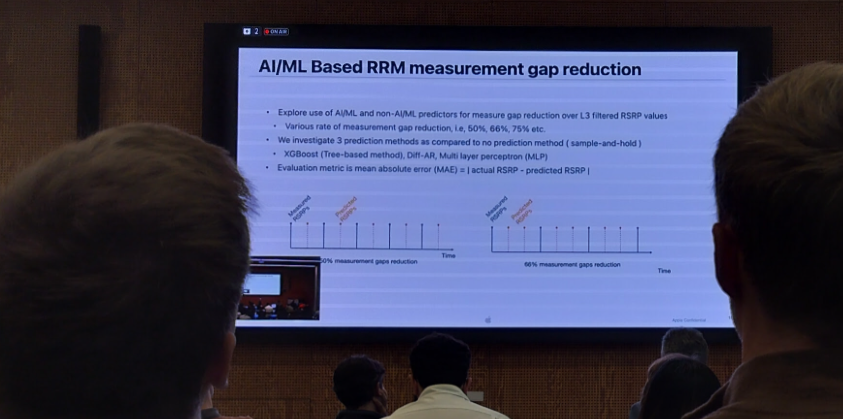 2 ON AIR
AI/ML Based RRM measurement gap reduction
• Explore use of AI/ML and non-AI/ML predictors for measure gap reduction over L3 filtered RSRP values
• Various rate of measurement gap reduction, i.e, 50%, 66%, 75% etc.
• We investigate 3 prediction methods as compared to no prediction method ( sample-and-hold )
• XGBoost (Tree-based method), Diff-AR, Multi layer perceptron (MLP)
• Evaluation metric is mean absolute error (MAE) = | actual RSRP - predicted RSRP |
Measured
RSRPs
Predicted
RSRPs
Time
50% measurement gaps reduction
Measured
RSRPs
Predicted
RSRPs
66% measurement gaps reduction
Time